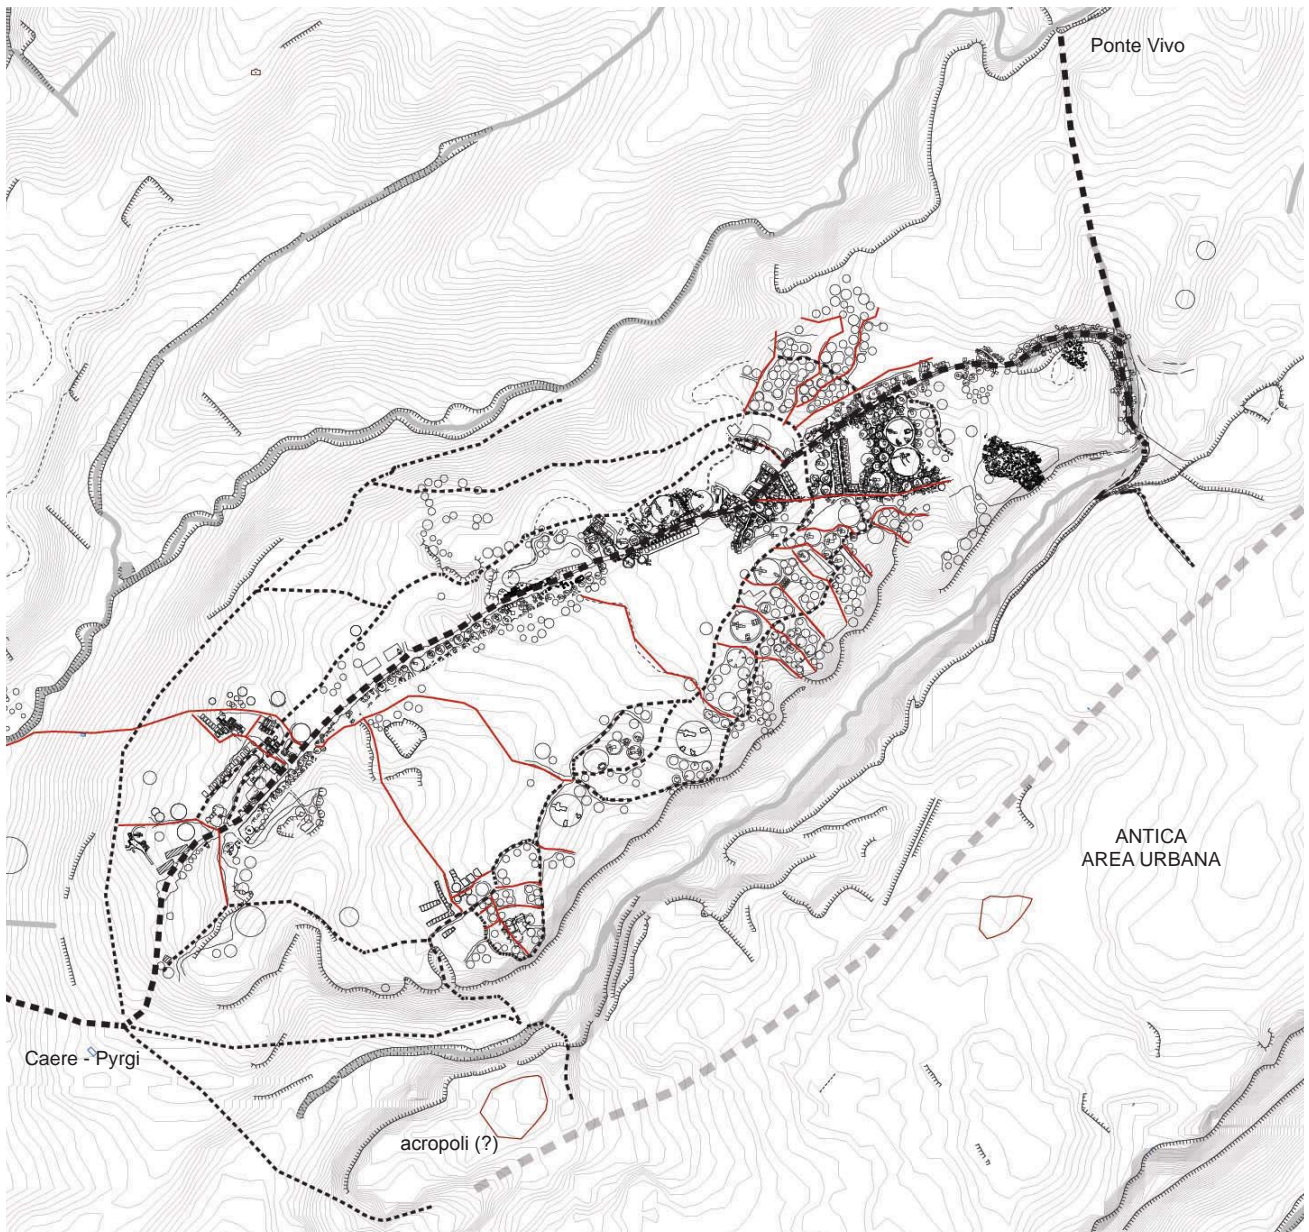 Ponte Vivo
ANTICA
AREA URBANA
Caere - Pyrgi
acropoli (?)